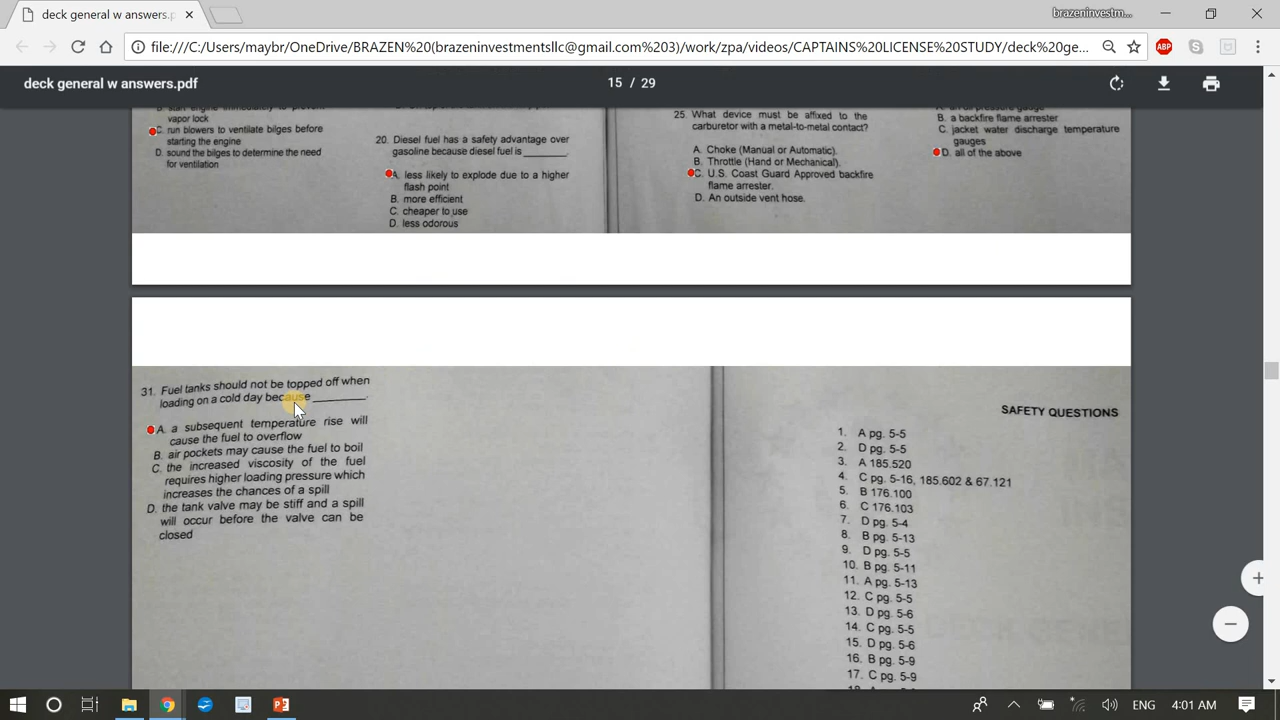 deck general w answers.p
brazeninvestm...
file:///C:/Users/maybr/OneDrive/BRAZEN%20(brazeninvestmentsllc@gmail.com%203)/work/zpa/videos/CAPTAINS%20LICENSE%20STUDY/deck%20ge...
ABP
deck general w answers.pdf
15 / 29
vapor lock
C. run blowers to ventilate bilges before
starting the engine
D. sound the bilges to determine the need
for ventilation
20. Diesel fuel has a safety advantage over
gasoline because diesel fuel is ________.
A. less likely to explode due to a higher
flash point
B. more efficient
C. cheaper to use
D. less odorous
25. What device must be affixed to the
carburetor with a metal-to-metal contact?
A. Choke (Manual or Automatic).
B. Throttle (Hand or Mechanical).
C. U.S. Coast Guard Approved backfire
flame arrester.
D. An outside vent hose.
B. a backfire flame arrester
C. jacket water discharge temperature
gauges
D. all of the above
31. Fuel tanks should not be topped off when
loading on a cold day because ________.
A. a subsequent temperature rise will
cause the fuel to overflow
B. air pockets may cause the fuel to boil
C. the increased viscosity of the fuel
requires higher loading pressure which
increases the chances of a spill
D. the tank valve may be stiff and a spill
will occur before the valve can be
closed
SAFETY QUESTIONS
1. A pg. 5-5
2. D pg. 5-5
3. A 185.520
4. C pg. 5-16, 185.602 & 67.121
5. B 176.100
6. C 176.103
7. D pg. 5-4
8. B pg. 5-13
9. D pg. 5-5
10. B pg. 5-11
11. A pg. 5-13
12. C pg. 5-5
13. D pg. 5-6
14. C pg. 5-5
15. D pg. 5-6
16. B pg. 5-9
17. C pg. 5-9
ENG
4:01 AM